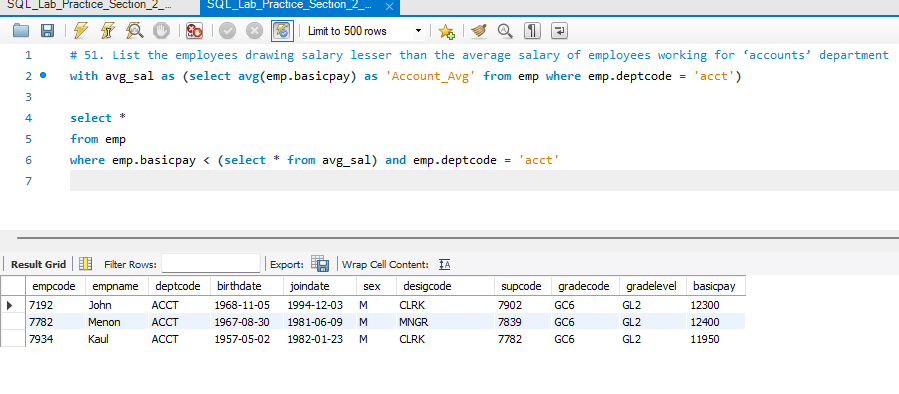 SQL_Lab_Practice_Section_2_... SQL_Lab_Practice_Section_2_...
Limit to 500 rows
1 # 51. List the employees drawing salary lesser than the average salary of employees working for ‘accounts’ department
2 with avg_sal as (select avg(emp.basicpay) as 'Account_Avg' from emp where emp.deptcode = 'acct')
3
4 select *
5 from emp
6 where emp.basicpay < (select * from avg_sal) and emp.deptcode = 'acct'
7
Result Grid Filter Rows: Export: Wrap Cell Content: IA
empcode empname deptcode birthdate joindate sex desigcode supcode gradecode gradelevel basicpay
7192 John ACCT 1968-11-05 1994-12-03 M CLRK 7902 GC6 GL2 12300
7782 Menon ACCT 1967-08-30 1981-06-09 M MNGR 7839 GC6 GL2 12400
7934 Kaul ACCT 1957-05-02 1982-01-23 M CLRK 7782 GC6 GL2 11950